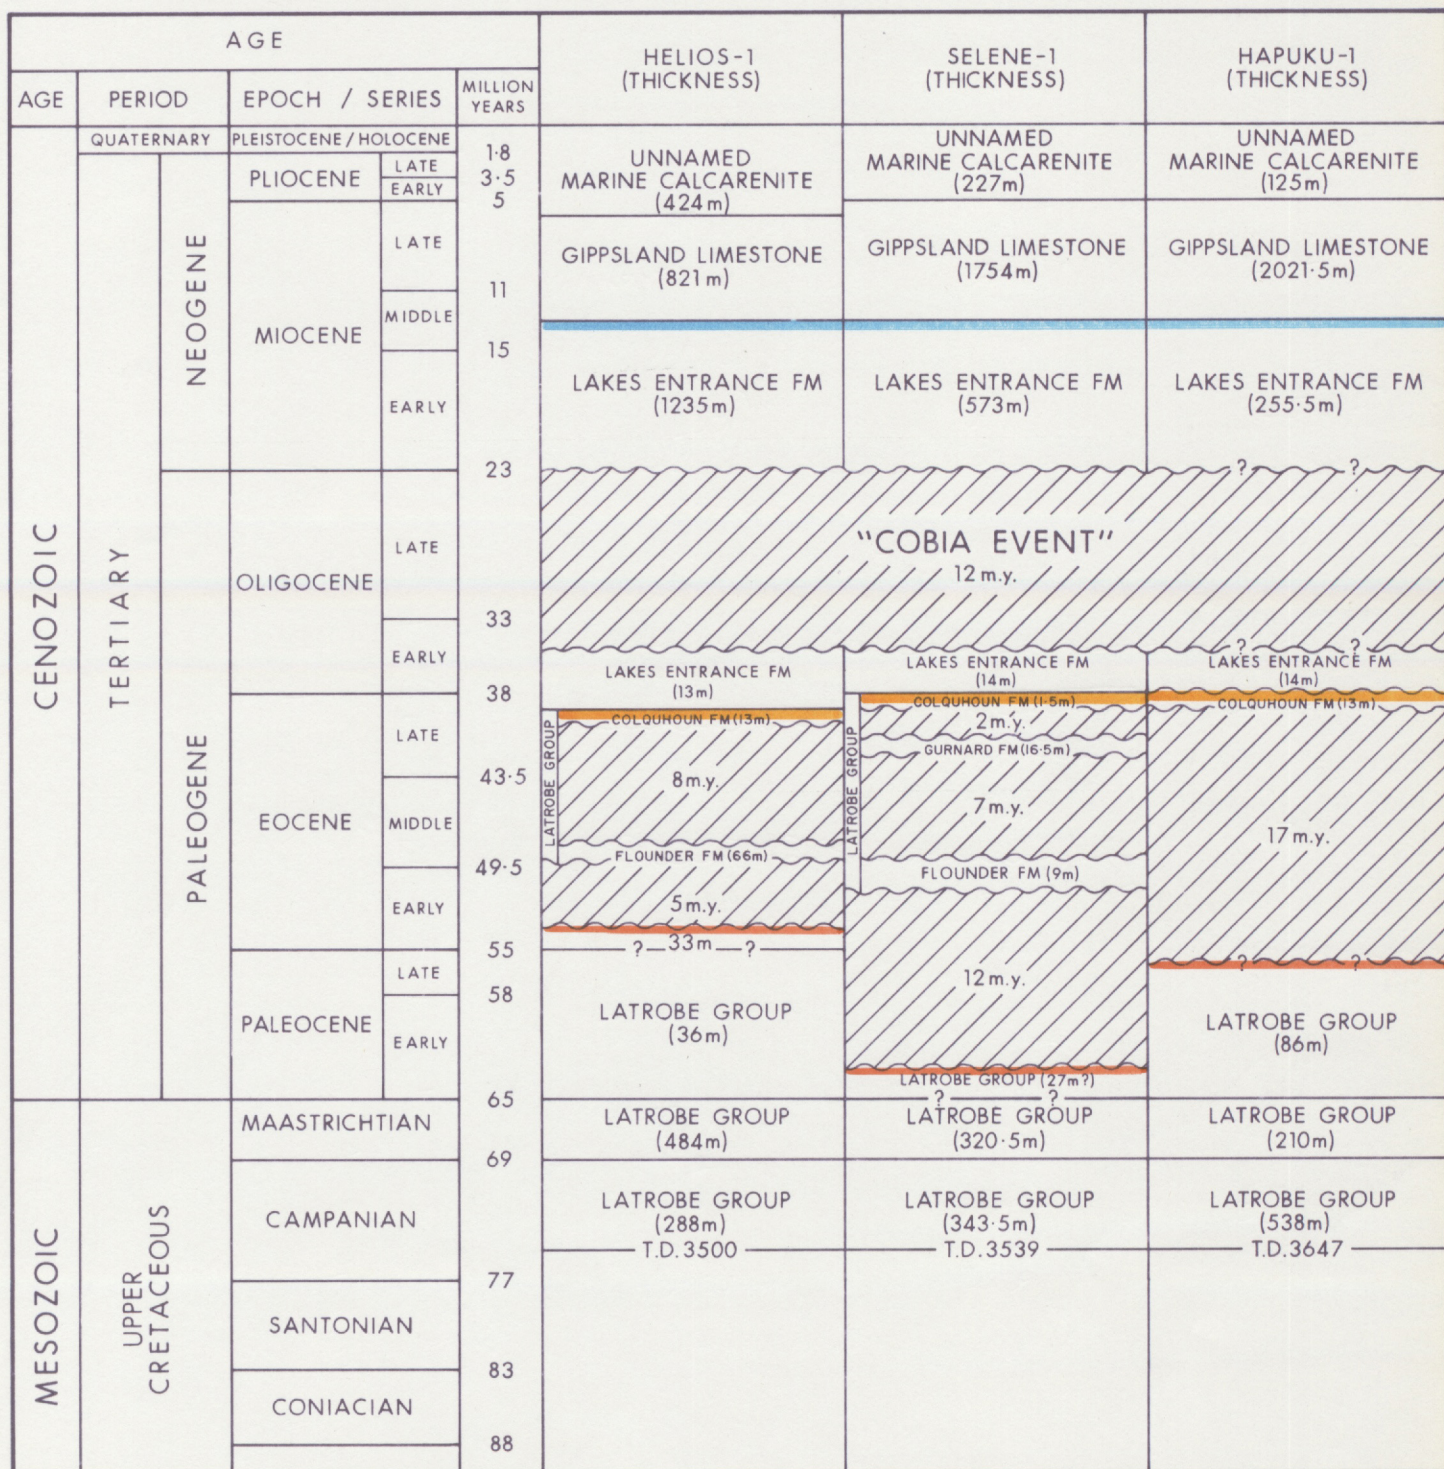 AGE
HELIOS-1
(THICKNESS)
SELENE-1
(THICKNESS)
HAPUKU-1
(THICKNESS)
AGE
PERIOD
EPOCH / SERIES
MILLION
YEARS
CENOZOIC
QUATERNARY
PLEISTOCENE/HOLOCENE
1·8
TERTIARY
NEOGENE
PLIOCENE
LATE
3·5
EARLY
5
MIOCENE
LATE
11
MIDDLE
15
EARLY
23
PALEOGENE
OLIGOCENE
LATE
33
EARLY
38
EOCENE
LATE
43·5
MIDDLE
49·5
EARLY
55
PALEOCENE
LATE
58
EARLY
65
MESOZOIC
UPPER
CRETACEOUS
MAASTRICHTIAN
69
CAMPANIAN
77
SANTONIAN
83
CONIACIAN
88
UNNAMED
MARINE CALCARENITE
(424m)
GIPPSLAND LIMESTONE
(821m)
LAKES ENTRANCE FM
(1235m)
"COBIA EVENT"
12 m.y.
LAKES ENTRANCE FM
(13m)
LATROBE GROUP
COLQUHOUN FM(13m)
8m.y.
FLOUNDER FM(66m)
5m.y.
? 33m ?
LATROBE GROUP
(36m)
LATROBE GROUP
(484m)
LATROBE GROUP
(288m)
T.D.3500
UNNAMED
MARINE CALCARENITE
(227m)
GIPPSLAND LIMESTONE
(1754m)
LAKES ENTRANCE FM
(573m)
LAKES ENTRANCE FM
(14m)
LATROBE GROUP
COLQUHOUN FM(1·5m)
2m.y.
GURNARD FM(16·5m)
7m.y.
FLOUNDER FM(9m)
12m.y.
LATROBE GROUP(27m?)
? ?
LATROBE GROUP
(320·5m)
LATROBE GROUP
(343·5m)
T.D.3539
UNNAMED
MARINE CALCARENITE
(125m)
GIPPSLAND LIMESTONE
(2021·5m)
LAKES ENTRANCE FM
(255·5m)
? ?
? ?
LAKES ENTRANCE FM
(14m)
COLQUHOUN FM(13m)
17m.y.
? ?
LATROBE GROUP
(86m)
LATROBE GROUP
(210m)
LATROBE GROUP
(538m)
T.D.3647